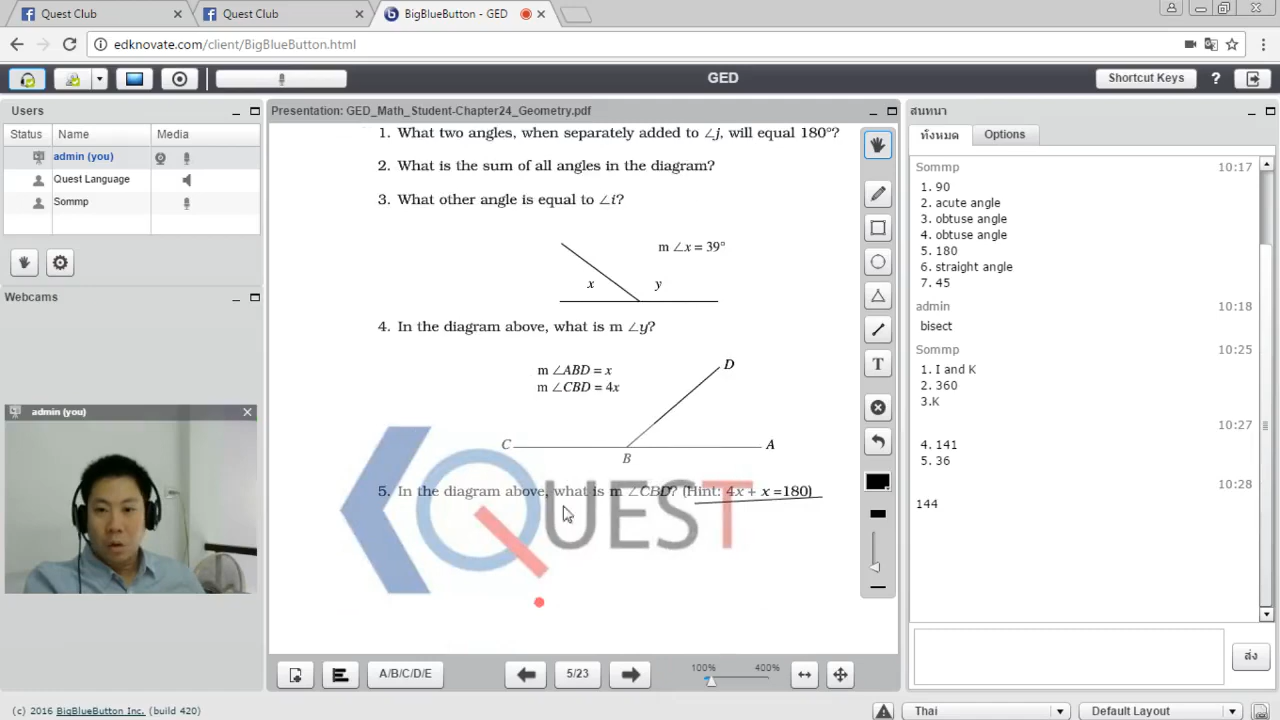 Quest Club
Quest Club
BigBlueButton - GED
edknovate.com/client/BigBlueButton.html
GED
Shortcut Keys
?
Users
Status Name Media
admin (you)
Quest Language
Sommp
Webcams
admin (you)
Presentation: GED_Math_Student-Chapter24_Geometry.pdf
1. What two angles, when separately added to ∠j, will equal 180°?
2. What is the sum of all angles in the diagram?
3. What other angle is equal to ∠i?
m ∠x = 39°
x y
4. In the diagram above, what is m ∠y?
m ∠ABD = x
m ∠CBD = 4x
D
C
A
B
5. In the diagram above, what is m ∠CBD? (Hint: 4x + x =180)
QUEST
T
A/B/C/D/E
5/23
100% 400%
สนทนา
ทั้งหมด Options
Sommp 10:17
1. 90
2. acute angle
3. obtuse angle
4. obtuse angle
5. 180
6. straight angle
7. 45
admin 10:18
bisect
Sommp 10:25
1. I and K
2. 360
3.K
10:27
4. 141
5. 36
10:28
144
ส่ง
(c) 2016 BigBlueButton Inc. (build 420)
Thai
Default Layout